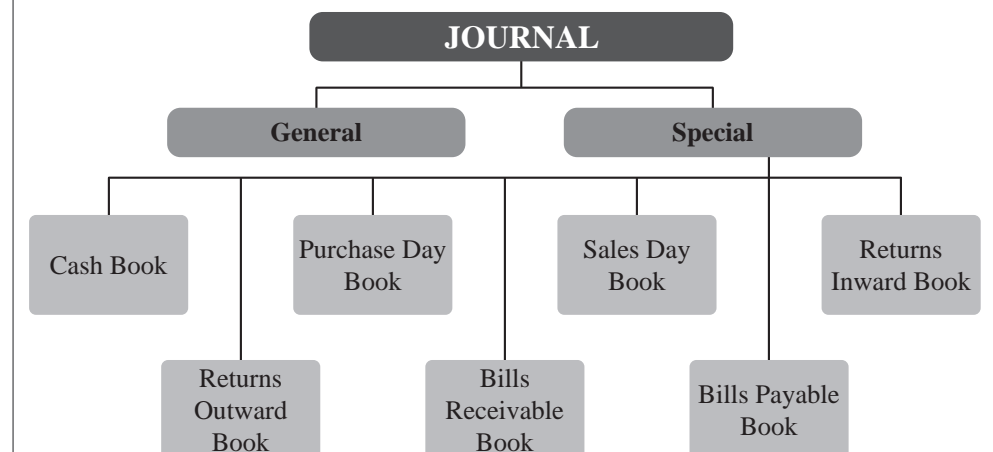 JOURNAL
General
Special
Cash Book
Purchase Day
Book
Sales Day
Book
Returns
Inward Book
Returns
Outward
Book
Bills
Receivable
Book
Bills Payable
Book